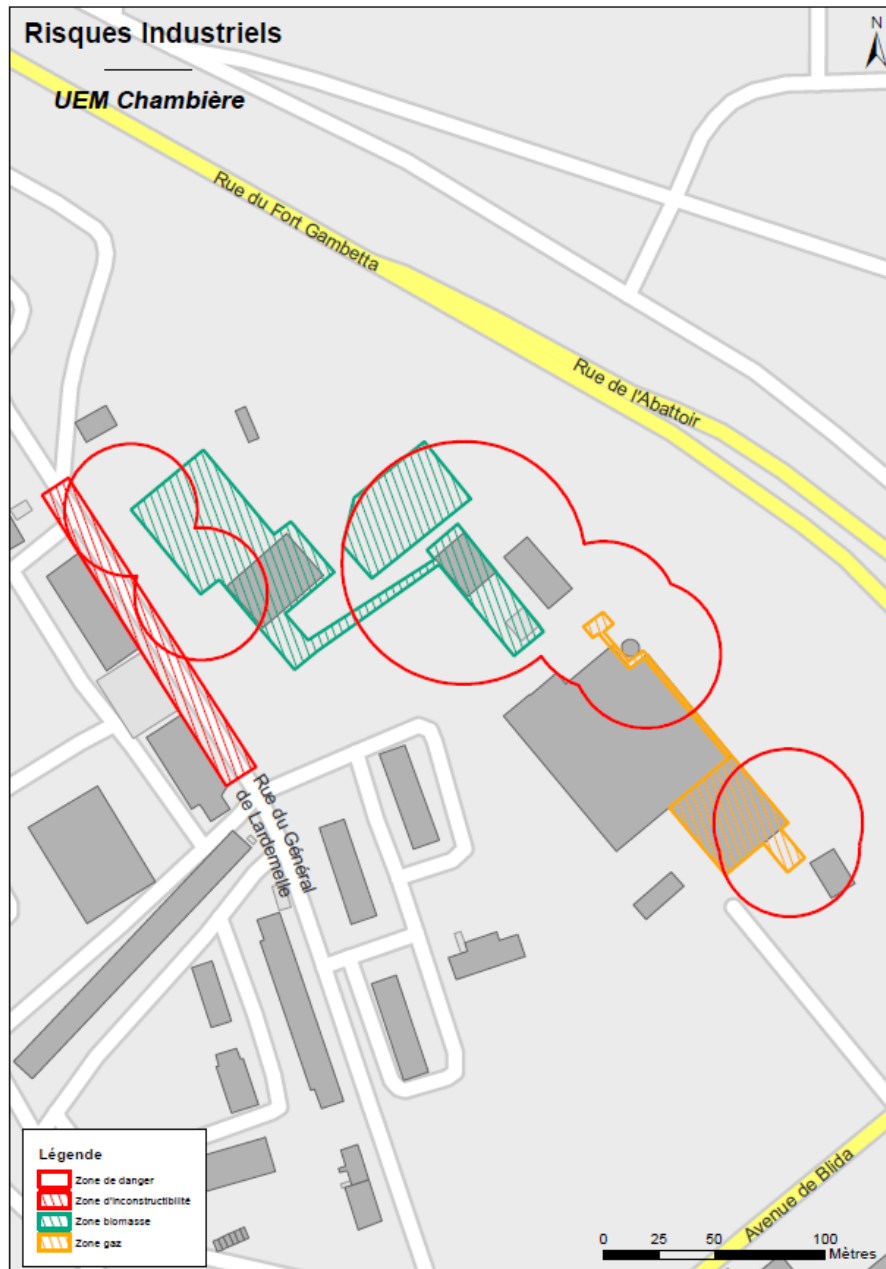 Risques Industriels
UEM Chambière
N
Rue du Fort Gambetta
Rue de l'Abattoir
Rue du Général
de Lardemelle
Avenue de Blida
Légende
Zone de danger
Zone d'inconstructibilité
Zone biomasse
Zone gaz
0 25 50 100
Mètres